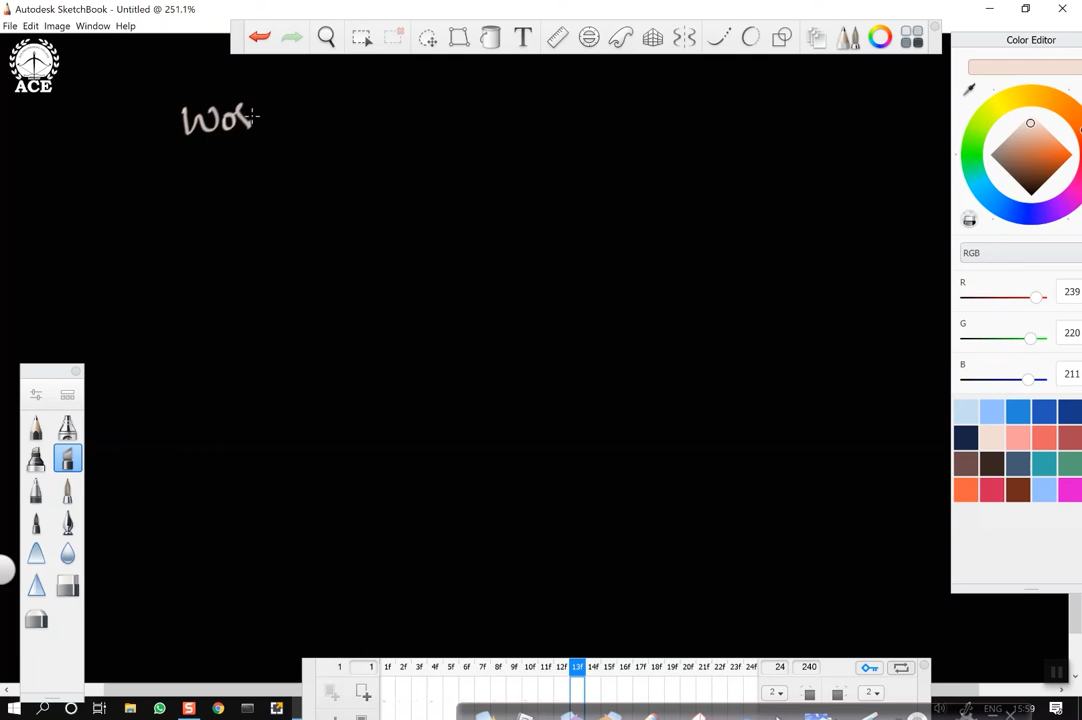 Autodesk SketchBook - Untitled @ 251.1%
File Edit Image Window Help
ACE
T
Color Editor
Wor
RGB
R 239
G 220
B 211
1 1 1f 2f 3f 4f 5f 6f 7f 8f 9f 10f 11f 12f 13f 14f 15f 16f 17f 18f 19f 20f 21f 22f 23f 24f 24 240
2 2
ENG 15:59